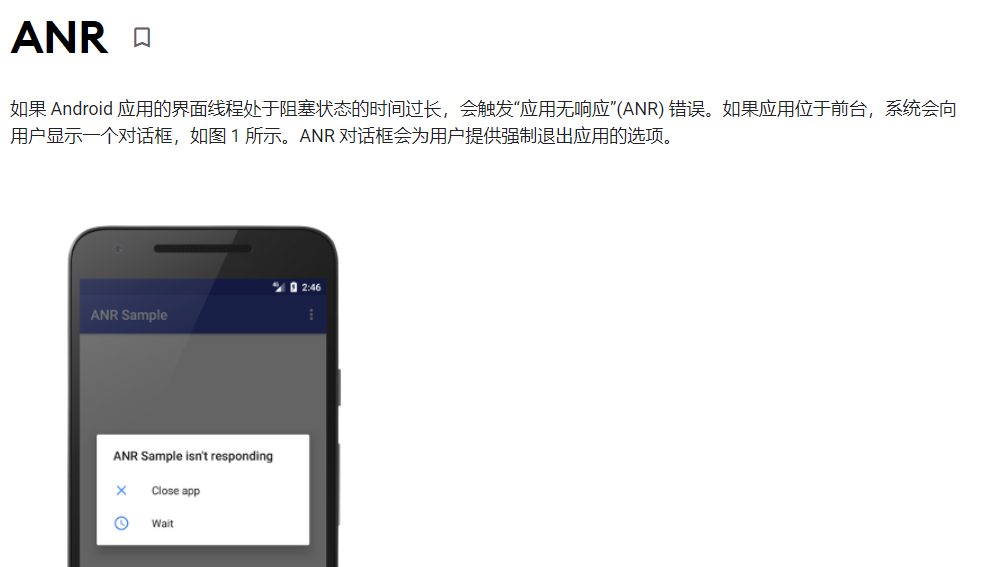 ANR
如果 Android 应用的界面线程处于阻塞状态的时间过长，会触发“应用无响应”(ANR) 错误。如果应用位于前台，系统会向
用户显示一个对话框，如图 1 所示。ANR 对话框会为用户提供强制退出应用的选项。
2:46
ANR Sample
ANR Sample isn't responding
Close app
Wait